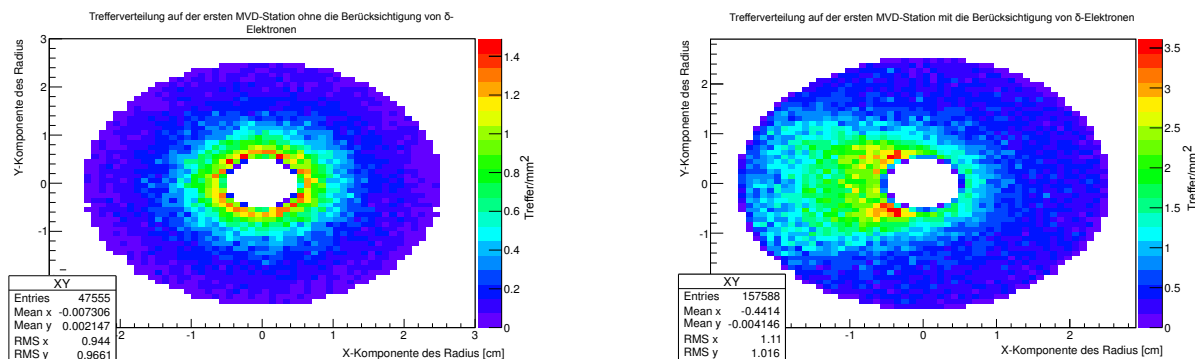 Trefferverteilung auf der ersten MVD-Station ohne die Berücksichtigung von δ-
Elektronen
Y-Komponente des Radius
3
2
1
0
-1
1.4
1.2
1
0.8
0.6
0.4
0.2
0
Treffer/mm²
XY
Entries 47555
Mean x -0.007306
Mean y 0.002147
RMS x 0.944
RMS y 0.9661
-1 0 1 2 3
X-Komponente des Radius [cm]
Trefferverteilung auf der ersten MVD-Station mit die Berücksichtigung von δ-Elektronen
Y-Komponente des Radius
2
1
0
-1
3.5
3
2.5
2
1.5
1
0.5
0
Treffer/mm²
XY
Entries 157588
Mean x -0.4414
Mean y -0.004146
RMS x 1.11
RMS y 1.016
-1 0 1 2
X-Komponente des Radius [cm]